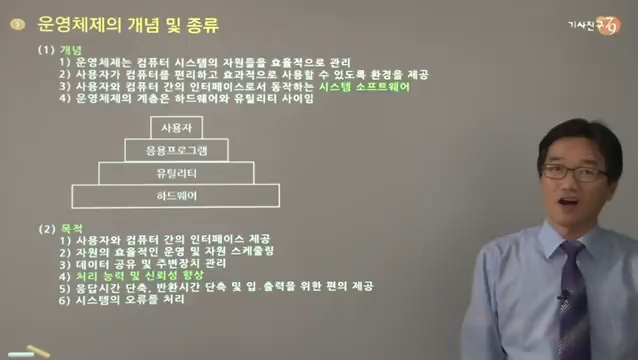 운영체제의 개념 및 종류
기사친구
(1) 개념
1) 운영체제는 컴퓨터 시스템의 자원들을 효율적으로 관리
2) 사용자가 컴퓨터를 편리하고 효과적으로 사용할 수 있도록 환경을 제공
3) 사용자와 컴퓨터 간의 인터페이스로서 동작하는 시스템 소프트웨어
4) 운영체제의 계층은 하드웨어와 유틸리티 사이임
사용자
응용프로그램
유틸리티
하드웨어
(2) 목적
1) 사용자와 컴퓨터 간의 인터페이스 제공
2) 자원의 효율적인 운영 및 자원 스케줄링
3) 데이터 공유 및 주변장치 관리
4) 처리 능력 및 신뢰성 향상
5) 응답시간 단축, 반환시간 단축 및 입·출력을 위한 편의 제공
6) 시스템의 오류를 처리